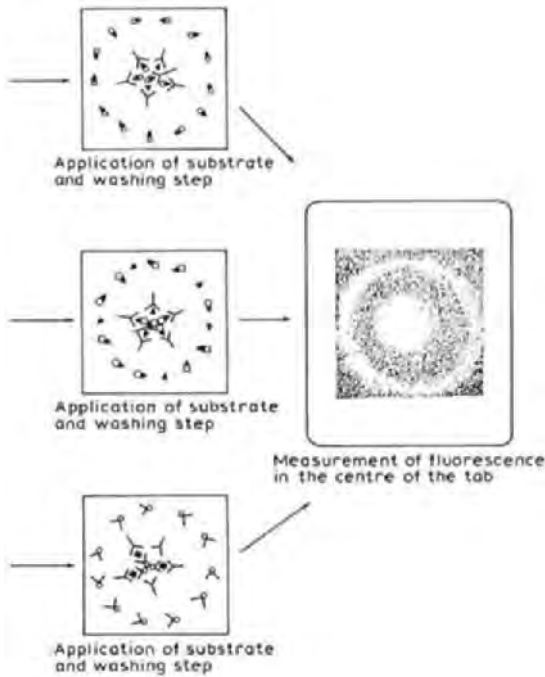 Application of substrate
and washing step
Application of substrate
and washing step
Measurement of fluorescence
in the centre of the tab
Application of substrate
and washing step